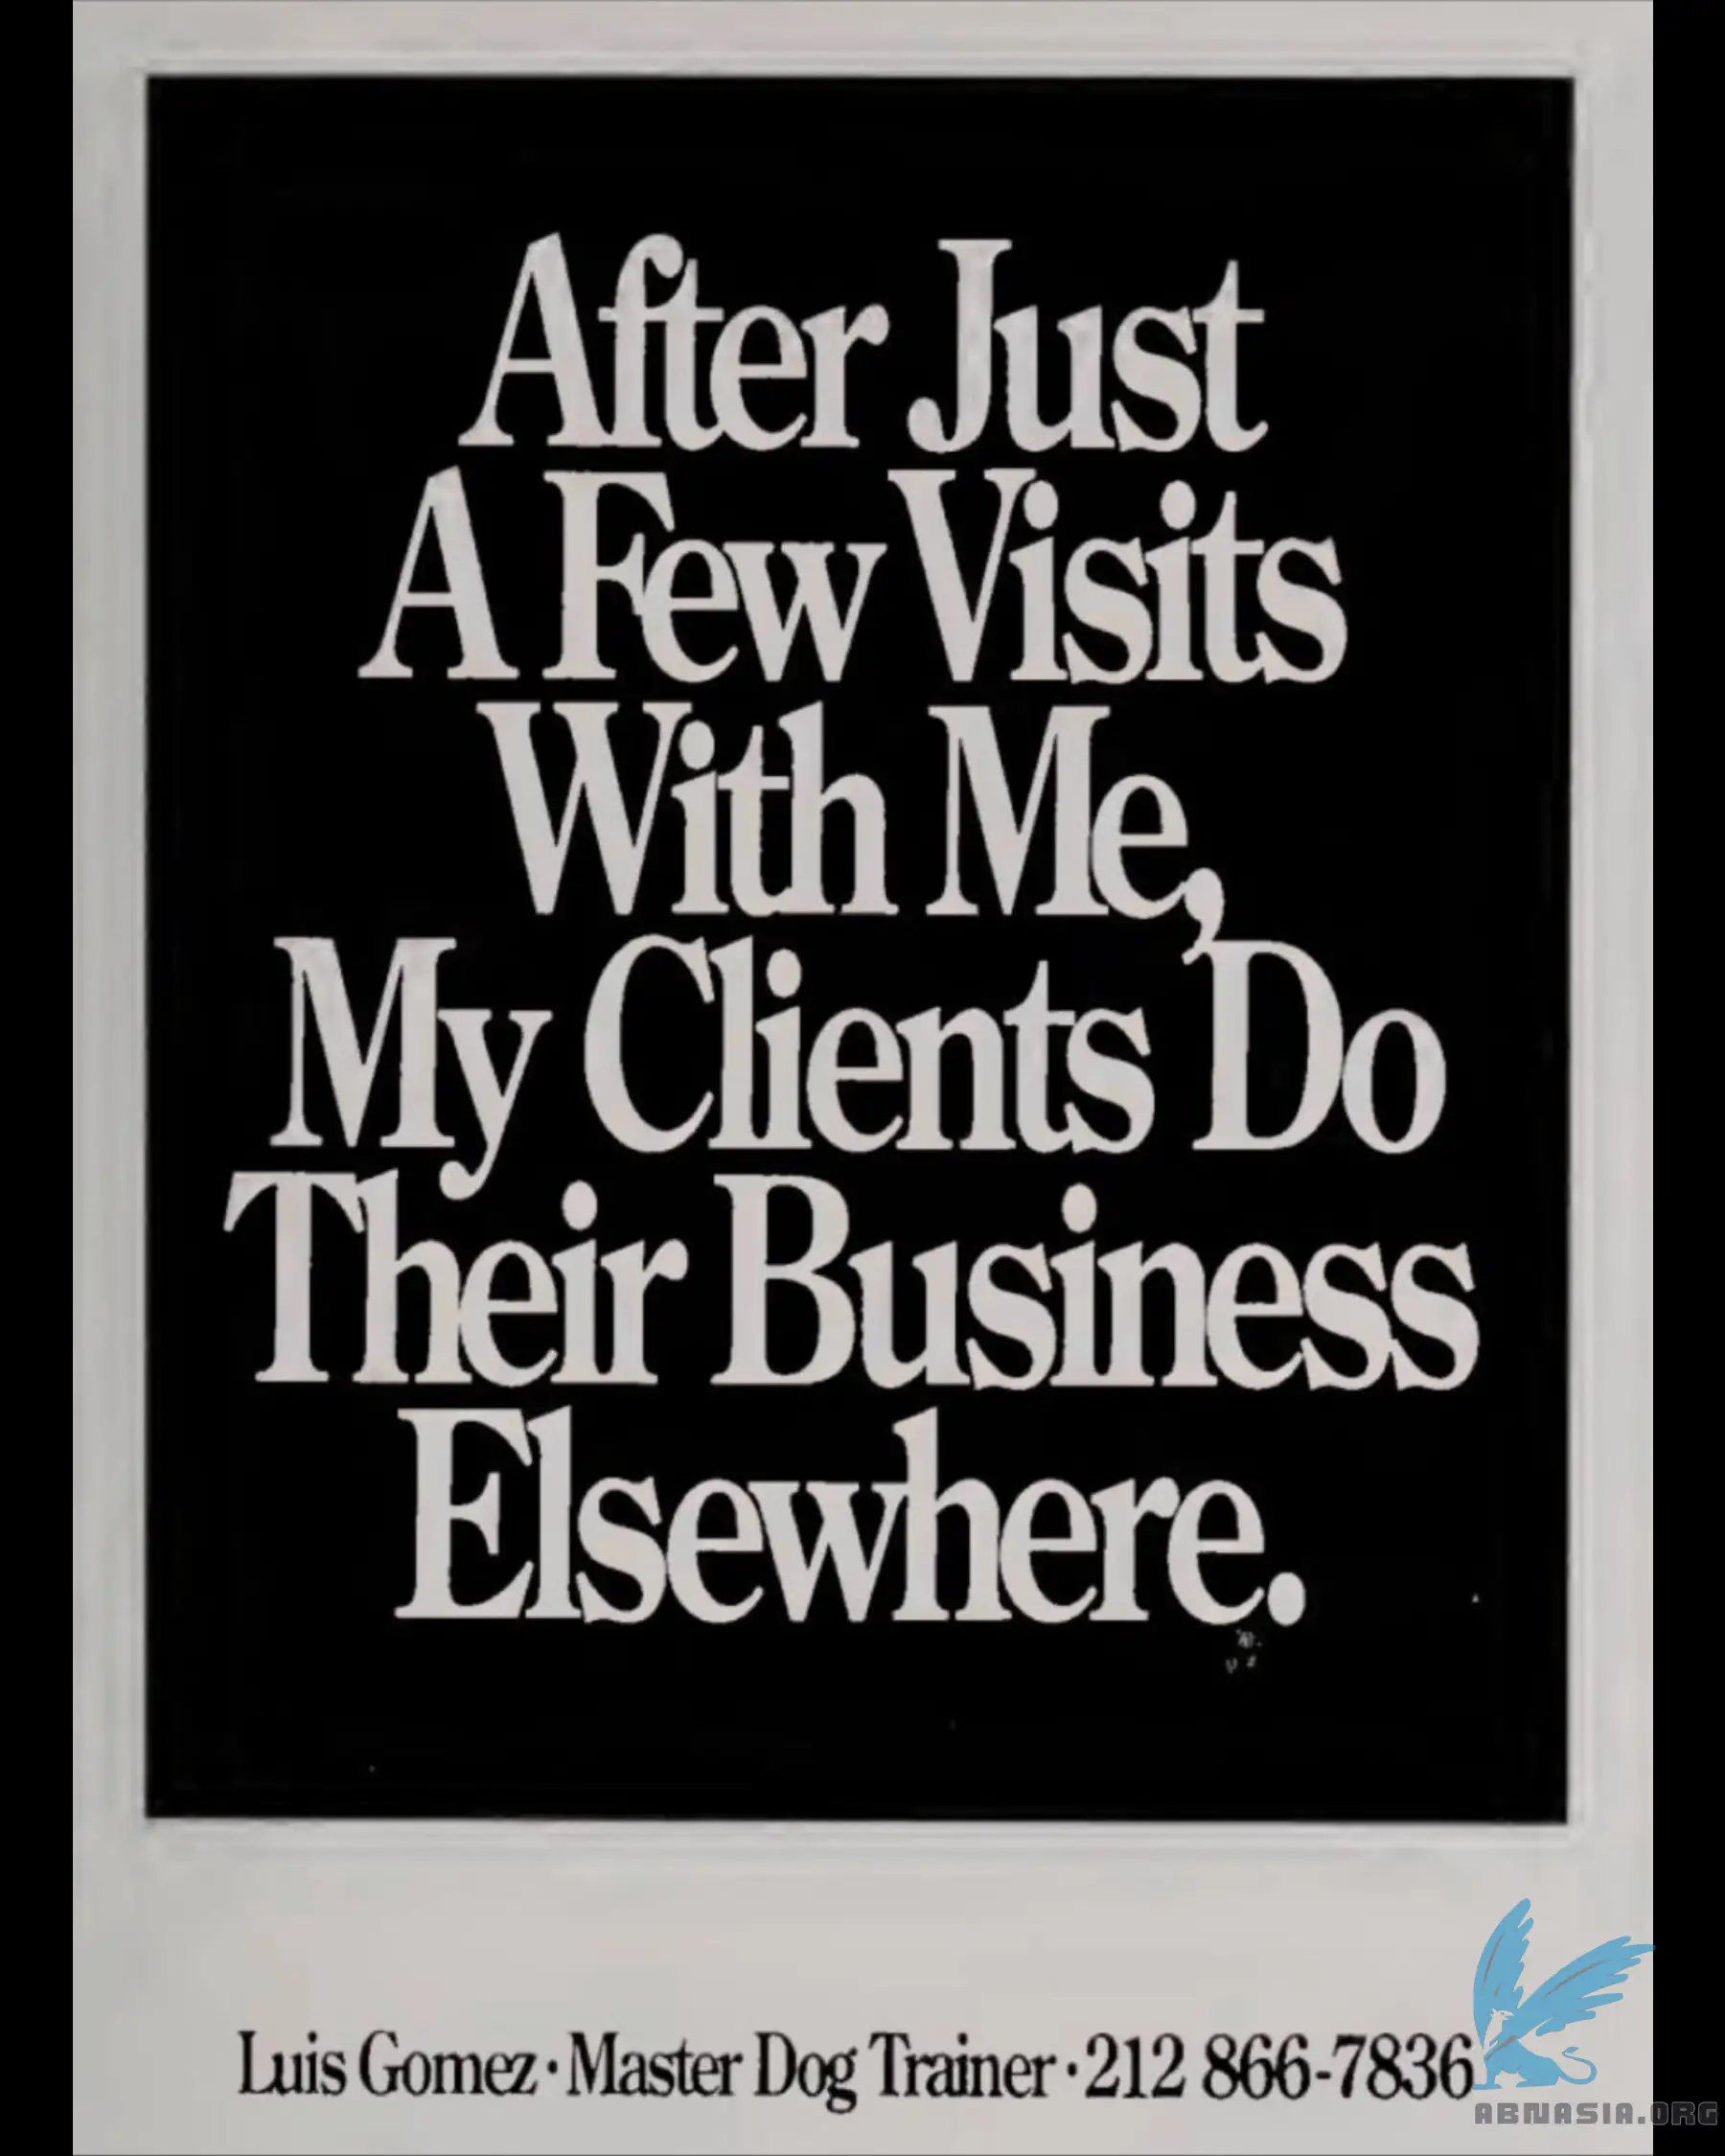 After Just
A Few Visits
With Me,
My Clients Do
Their Business
Elsewhere.
Luis Gomez · Master Dog Trainer · 212 866-7836
ABNASIA.ORG